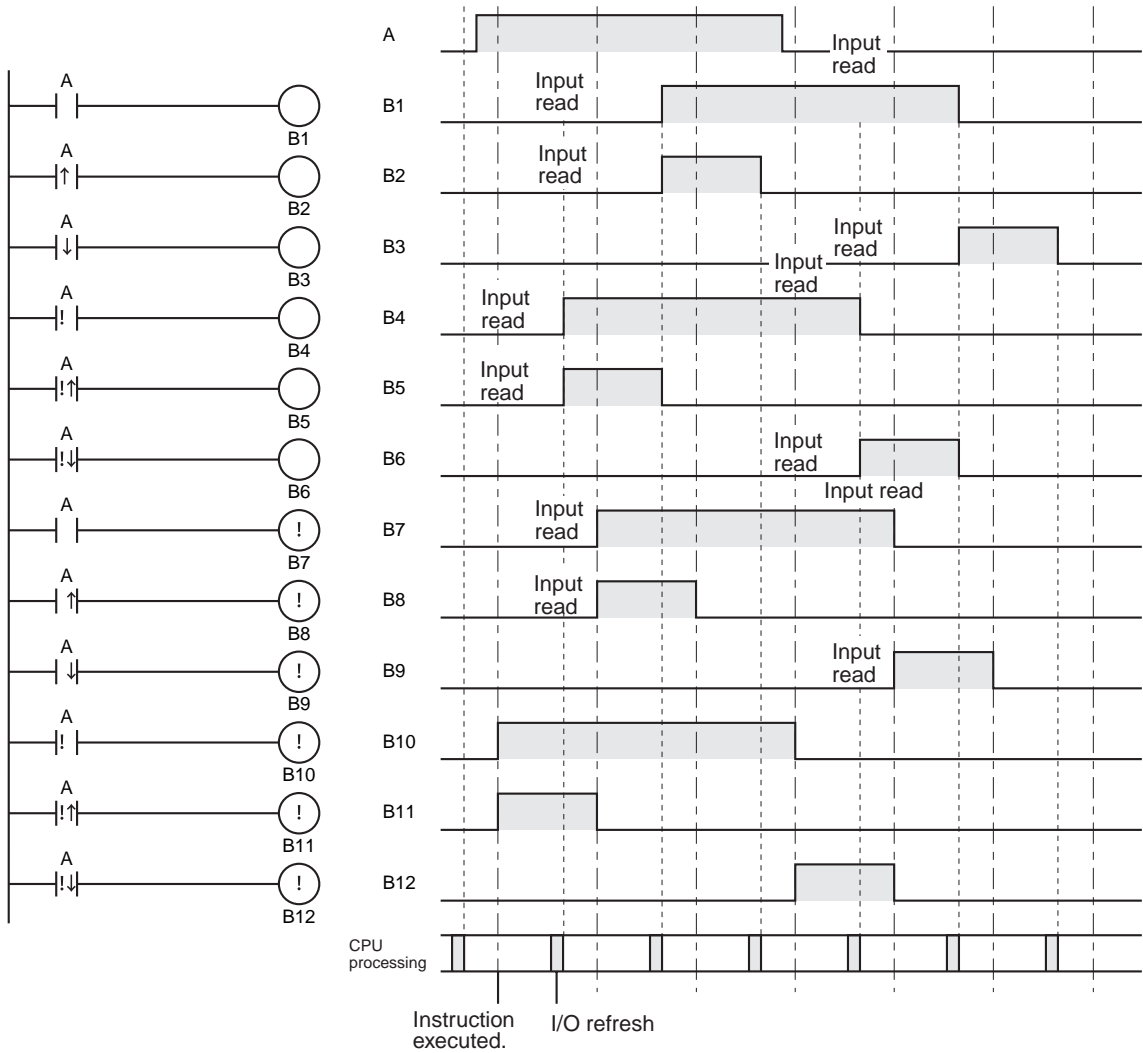 A
Input
read
A
B1
Input
read
B1
A
↑
B2
Input
read
B2
A
↓
B3
Input
read
B3
A
!
B4
Input
read
Input
read
B4
A
!↑
B5
Input
read
B5
A
!↓
B6
Input
read
B6
A
!
B7
Input
read
Input read
B7
A
↑
!
B8
Input
read
B8
A
↓
!
B9
Input
read
B9
A
!
!
B10
B10
A
!↑
!
B11
B11
A
!↓
!
B12
B12
CPU
processing
Instruction
executed.
I/O refresh